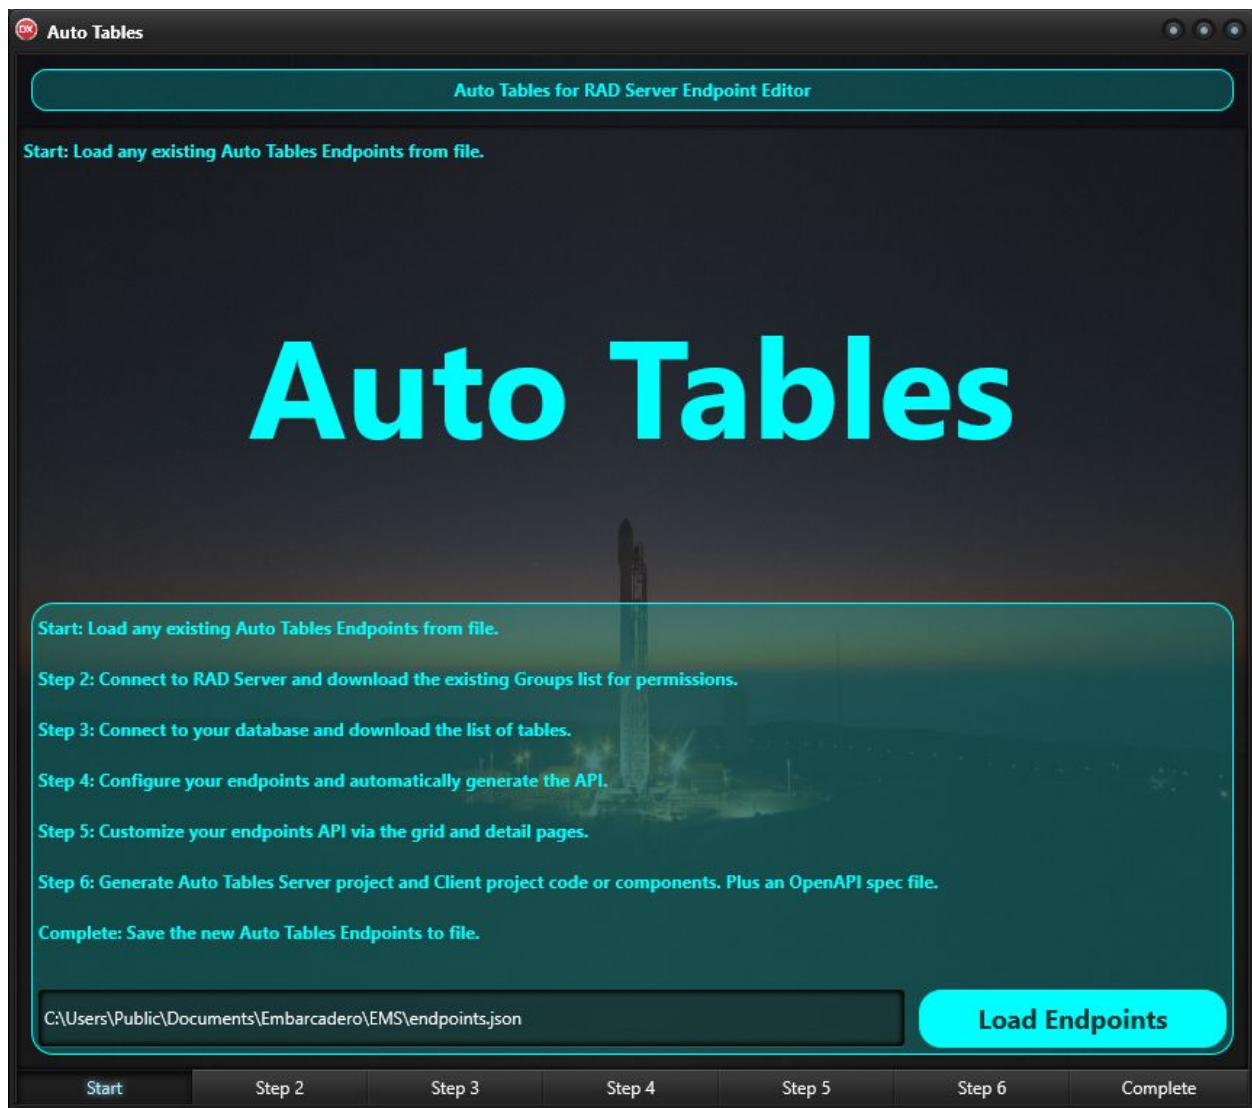 DX Auto Tables
Auto Tables for RAD Server Endpoint Editor
Start: Load any existing Auto Tables Endpoints from file.
Auto Tables
Start: Load any existing Auto Tables Endpoints from file.
Step 2: Connect to RAD Server and download the existing Groups list for permissions.
Step 3: Connect to your database and download the list of tables.
Step 4: Configure your endpoints and automatically generate the API.
Step 5: Customize your endpoints API via the grid and detail pages.
Step 6: Generate Auto Tables Server project and Client project code or components. Plus an OpenAPI spec file.
Complete: Save the new Auto Tables Endpoints to file.
C:\Users\Public\Documents\Embarcadero\EMS\endpoints.json Load Endpoints
Start Step 2 Step 3 Step 4 Step 5 Step 6 Complete